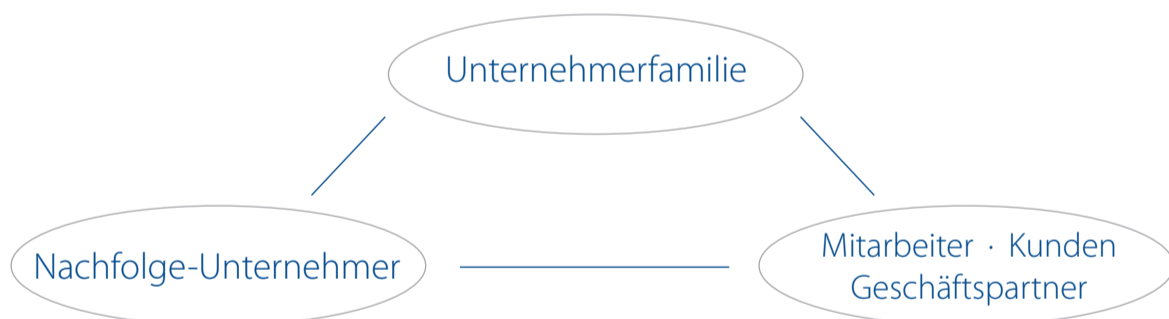 Unternehmerfamilie
Nachfolge-Unternehmer
Mitarbeiter · Kunden
Geschäftspartner